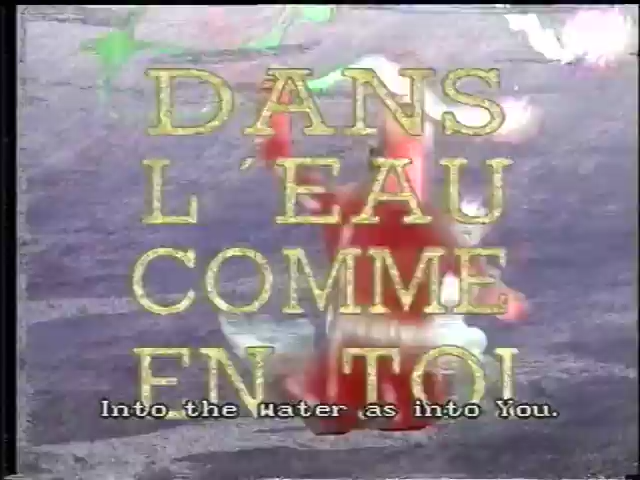 DANS
L'EAU
COMME
EN TOI
Into the water as into You.